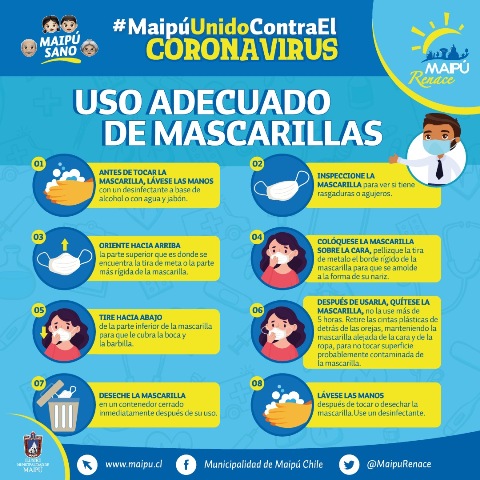 MAIPÚ
SANO
#MaipúUnidoContraEl
CORONAVIRUS
MAIPÚ
Renace
USO ADECUADO
DE MASCARILLAS
01
ANTES DE TOCAR LA
MASCARILLA, LÁVESE LAS MANOS
con un desinfectante a base de
alcohol o con agua y jabón.
02
INSPECCIONE LA
MASCARILLA para ver si tiene
rasgaduras o agujeros.
03
ORIENTE HACIA ARRIBA
la parte superior que es donde se
encuentra la tira de meta o la parte
más rígida de la mascarilla.
04
COLÓQUESE LA MASCARILLA
SOBRE LA CARA, pellizque la tira
de metalo el borde rígido de la
mascarilla para que se amolde
a la forma de su nariz.
05
TIRE HACIA ABAJO
de la parte inferior de la mascarilla
para que le cubra la boca y
la barbilla.
06
DESPUÉS DE USARLA, QUÍTESE LA
MASCARILLA, no la use más de
5 horas. Retire las cintas plásticas de
detrás de las orejas, manteniendo la
mascarilla alejada de la cara y de la
ropa, para no tocar superficie
probablemente contaminada de
la mascarilla.
07
DESECHE LA MASCARILLA
en un contenedor cerrado
inmediatamente después de su uso.
08
LÁVESE LAS MANOS
después de tocar o desechar la
mascarilla.Use un desinfectante.
MAIPÚ
www.maipu.cl
Municipalidad de Maipú Chile
@MaipuRenace